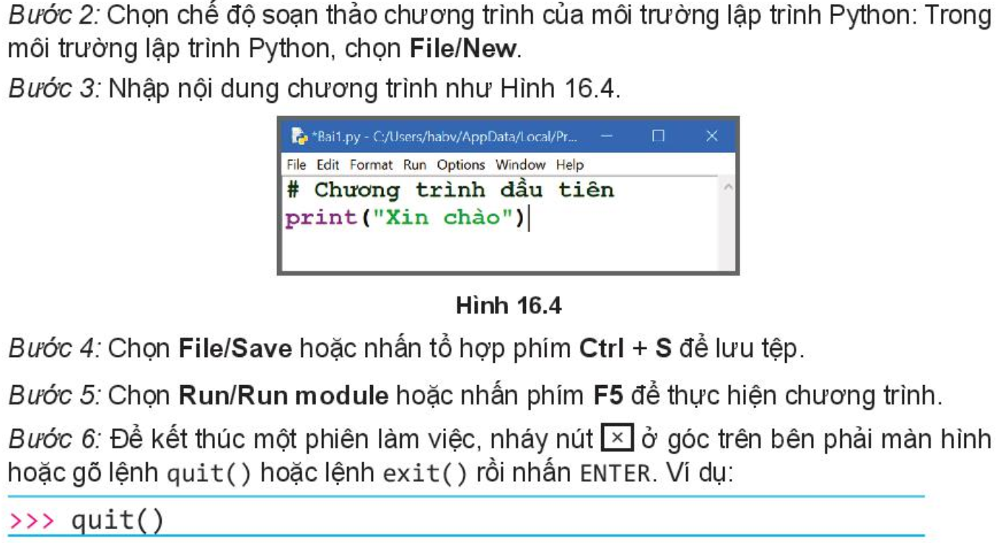 Bước 2: Chọn chế độ soạn thảo chương trình của môi trường lập trình Python: Trong
môi trường lập trình Python, chọn File/New.
Bước 3: Nhập nội dung chương trình như Hình 16.4.
*Bai1.py - C:/Users/habv/AppData/Local/Pr...
File Edit Format Run Options Window Help
# Chương trình đầu tiên
print("Xin chào")
Hình 16.4
Bước 4: Chọn File/Save hoặc nhấn tổ hợp phím Ctrl + S để lưu tệp.
Bước 5: Chọn Run/Run module hoặc nhấn phím F5 để thực hiện chương trình.
Bước 6: Để kết thúc một phiên làm việc, nháy nút × ở góc trên bên phải màn hình
hoặc gõ lệnh quit() hoặc lệnh exit() rồi nhấn ENTER. Ví dụ:
>>> quit()